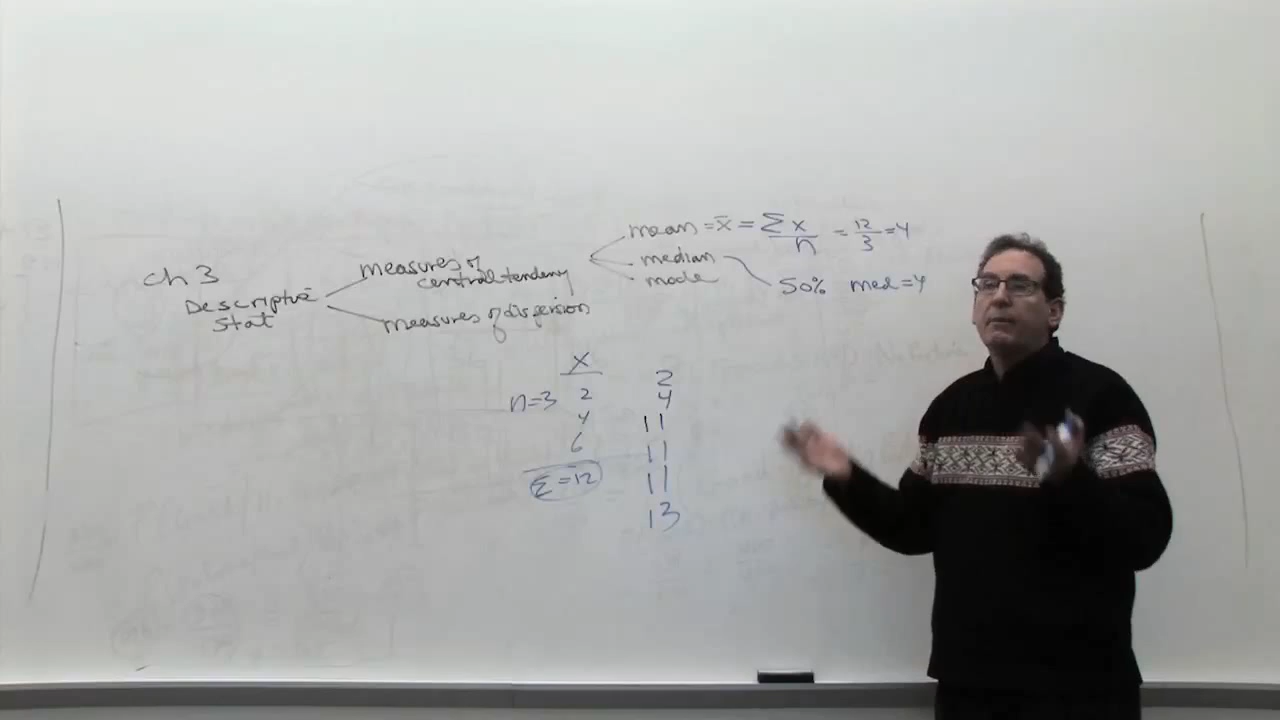 Ch 3
Descriptive
Stat
measures of
central tendency
measures of dispersion
mean = x̄ = Σx/n = 12/3 = 4
median
mode
50% med = 4
x
n=3 2
4
6
Σ=12
2
4
11
11
11
13